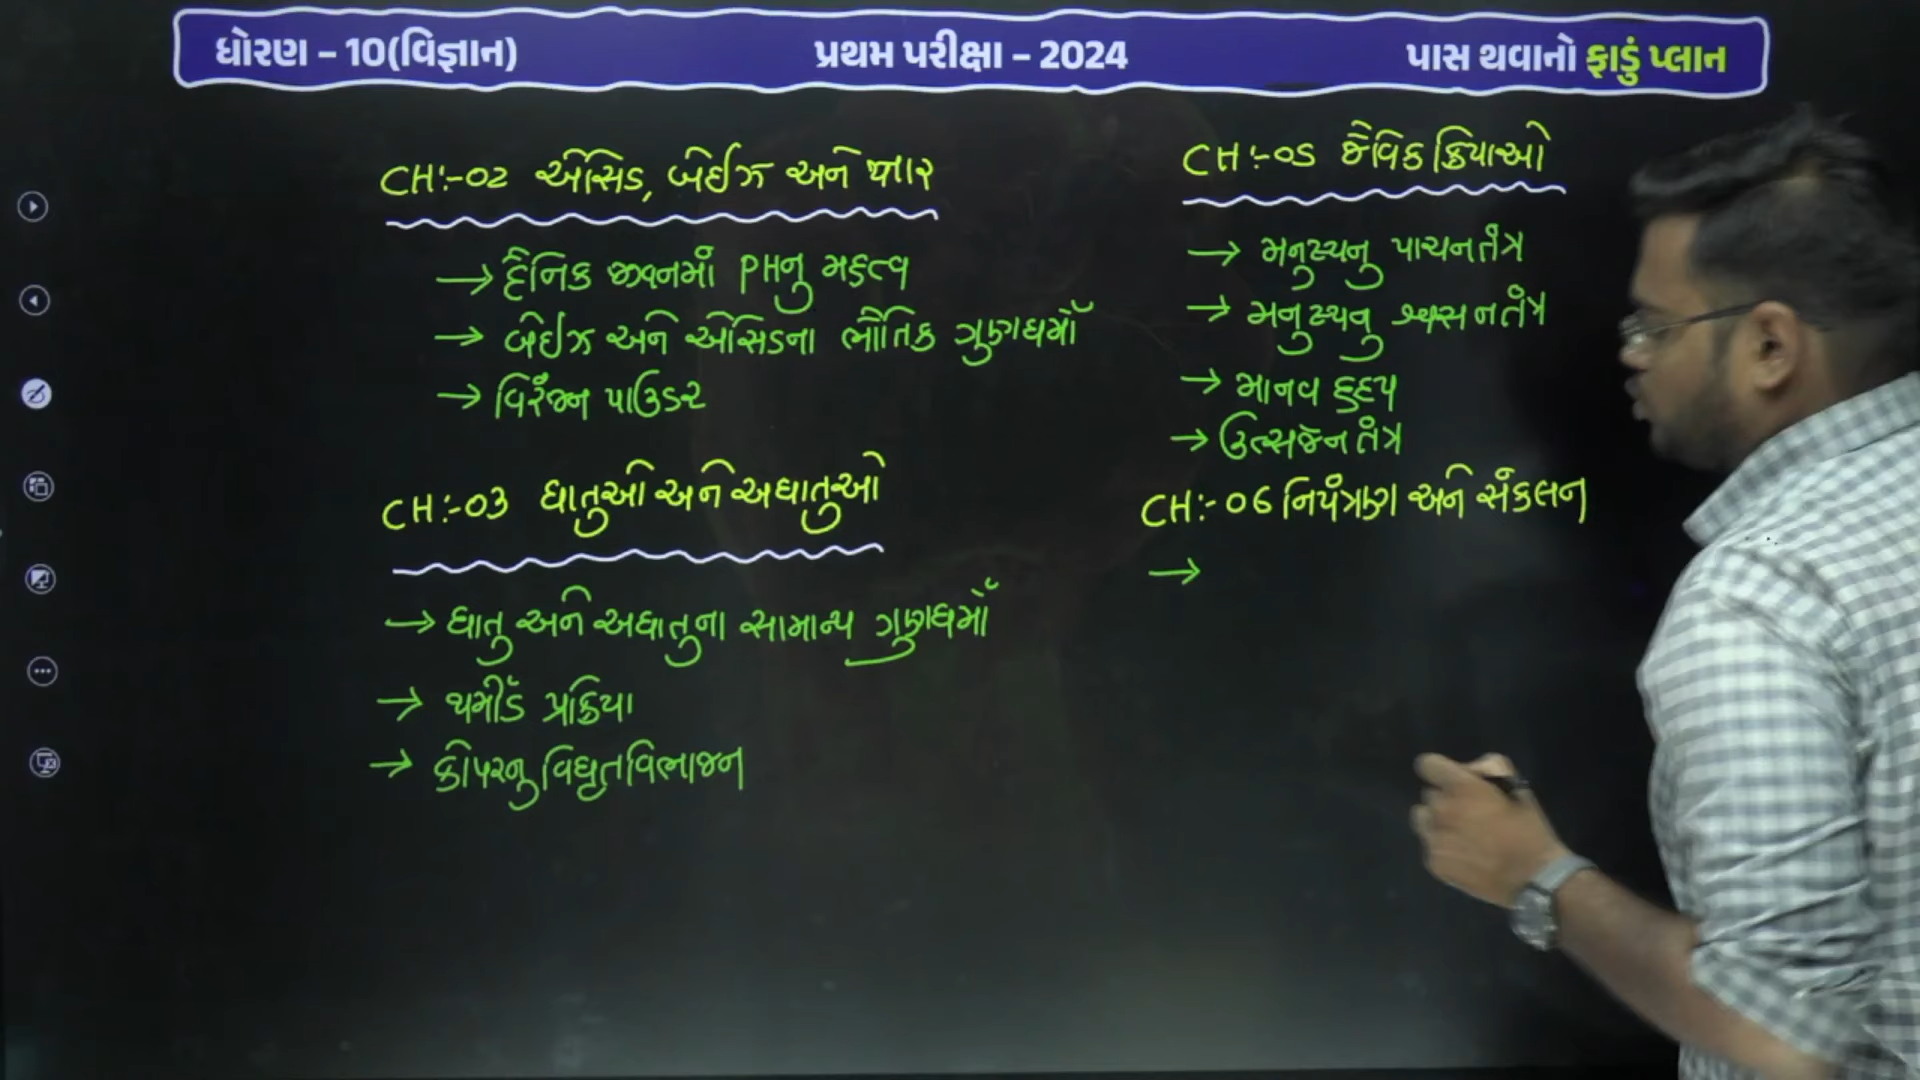 ધોરણ – 10(વિજ્ઞાન) પ્રથમ પરીક્ષા – 2024 પાસ થવાનો ફાડું પ્લાન
CH:-02 એસિડ, બેઈઝ અને ક્ષાર
→ દૈનિક જીવનમાં PHનુ મહત્વ
→ બેઈઝ અને એસિડના ભૌતિક ગુણધર્મો
→ વિરંજન પાઉડર
CH:-03 ધાતુઓ અને અધાતુઓ
→ ધાતુ અને અધાતુના સામાન્ય ગુણધર્મો
→ થર્મીટ પ્રક્રિયા
→ કોપરનુ વિદ્યુતવિભાજન
CH:-05 જૈવિક ક્રિયાઓ
→ મનુષ્યનુ પાચનતંત્ર
→ મનુષ્યનુ શ્વસનતંત્ર
→ માનવ હૃદય
→ ઉત્સર્જન તંત્ર
CH:-06 નિયંત્રણ અને સંકલન
→